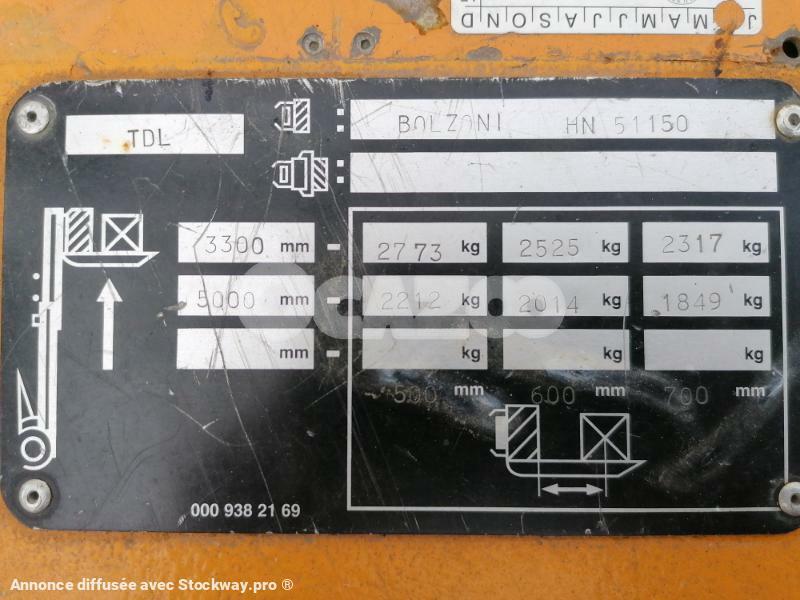 J F M A M J J A S O N D
TDL
: BOLZONI HN 51150
:
3300 mm - 2773 kg 2525 kg 2317 kg
5000 mm - 2212 kg 2014 kg 1849 kg
mm - kg kg kg
500 mm 600 mm 700 mm
000 938 21 69
Annonce diffusée avec Stockway.pro ®